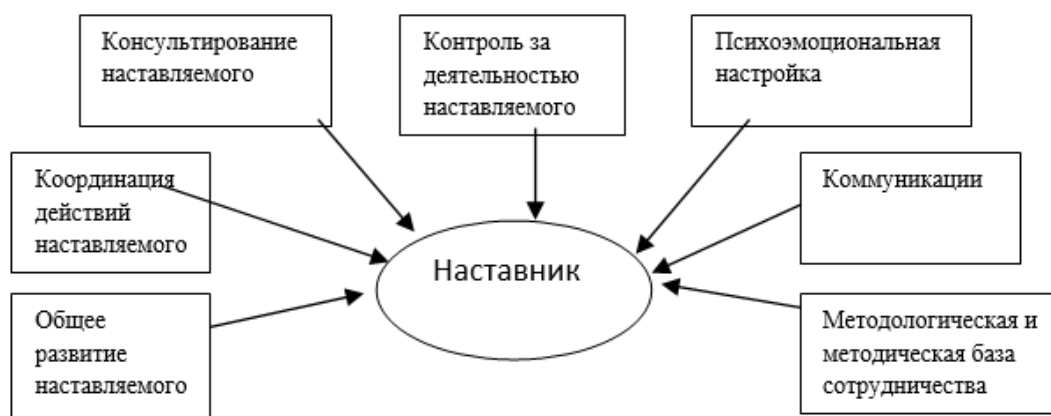 Консультирование
наставляемого
Контроль за
деятельностью
наставляемого
Психоэмоциональная
настройка
Координация
действий
наставляемого
Коммуникации
Наставник
Общее
развитие
наставляемого
Методологическая и
методическая база
сотрудничества